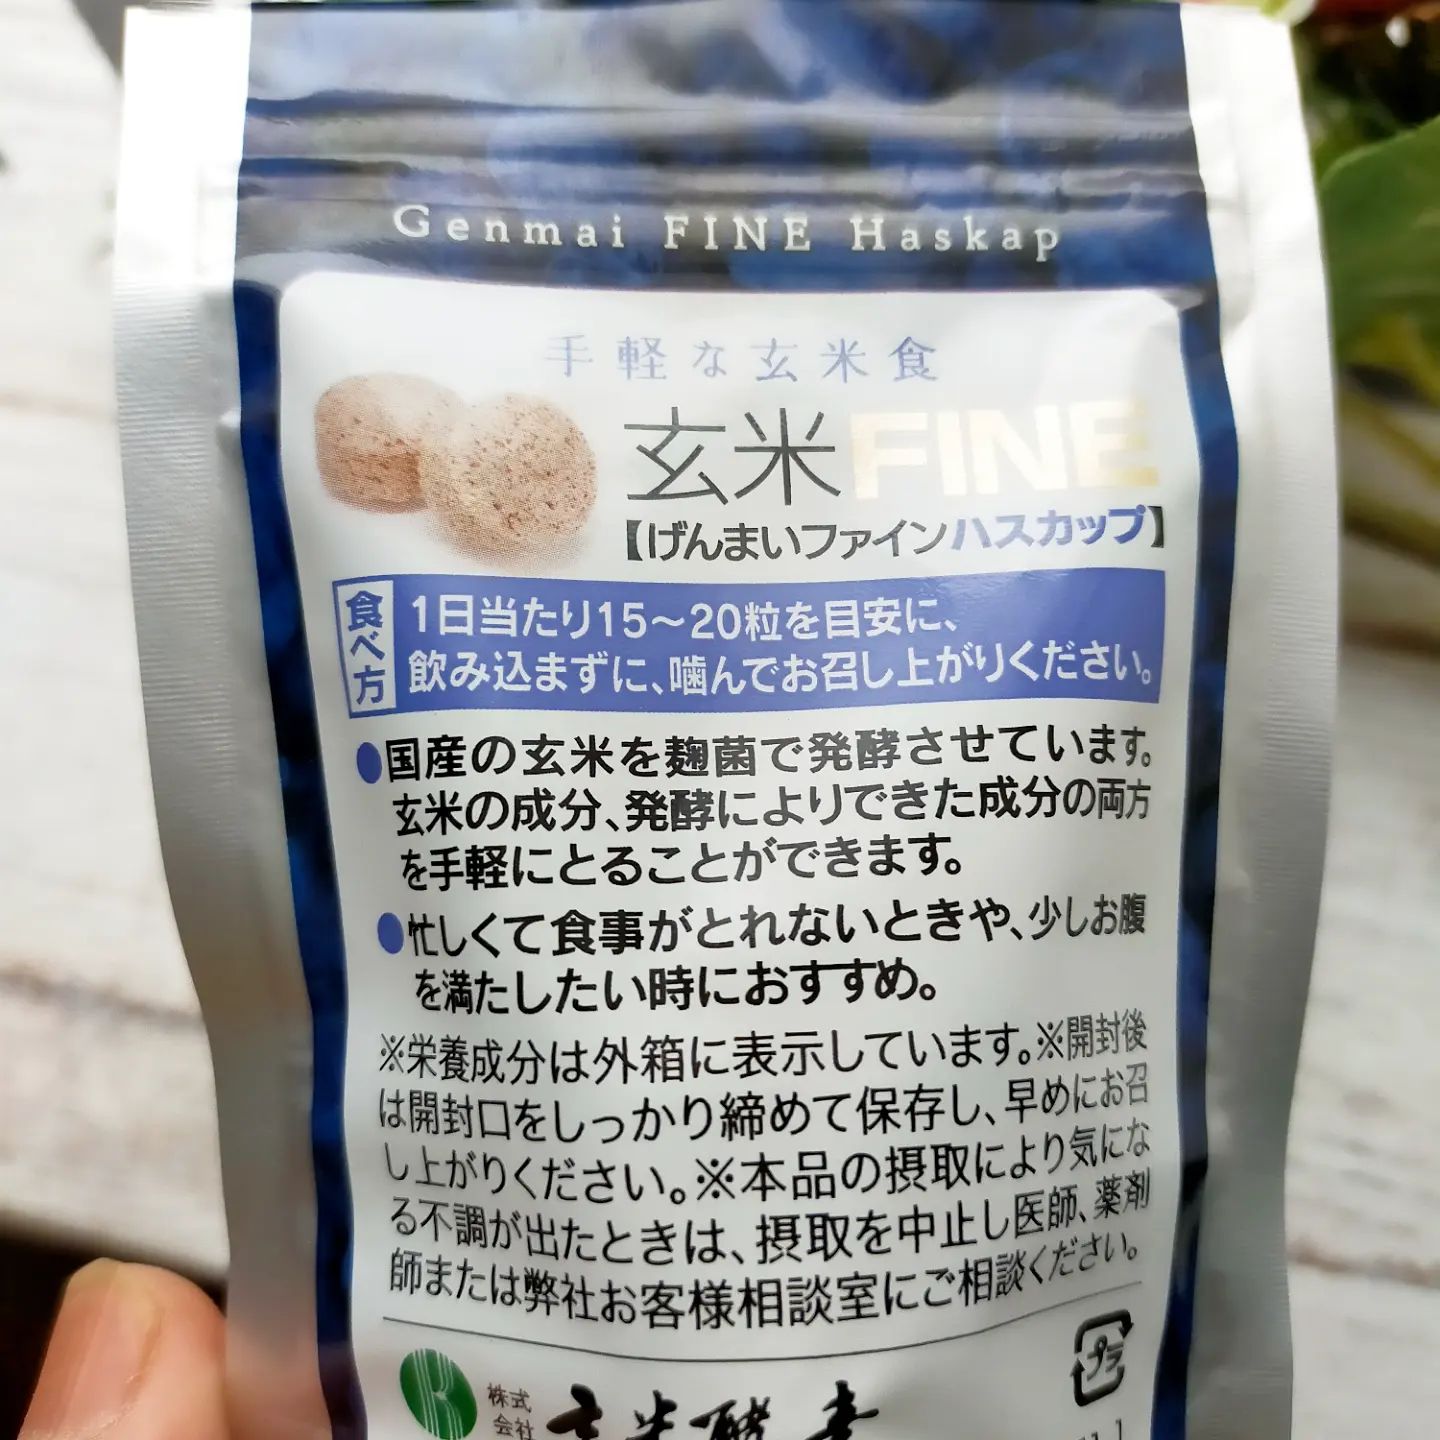 Genmai FINE Haskap
手軽な玄米食
玄米FINE
【げんまいファインハスカップ】
食べ方
1日当たり15～20粒を目安に、
飲み込まずに、噛んでお召し上がりください。
●国産の玄米を麹菌で発酵させています。
玄米の成分、発酵によりできた成分の両方
を手軽にとることができます。
●忙しくて食事がとれないときや、少しお腹
を満たしたい時におすすめ。
※栄養成分は外箱に表示しています。※開封後
は開封口をしっかり締めて保存し、早めにお召
し上がりください。※本品の摂取により気にな
る不調が出たときは、摂取を中止し医師、薬剤
師または弊社お客様相談室にご相談ください。
プラ
株式
会社
玄米酵素